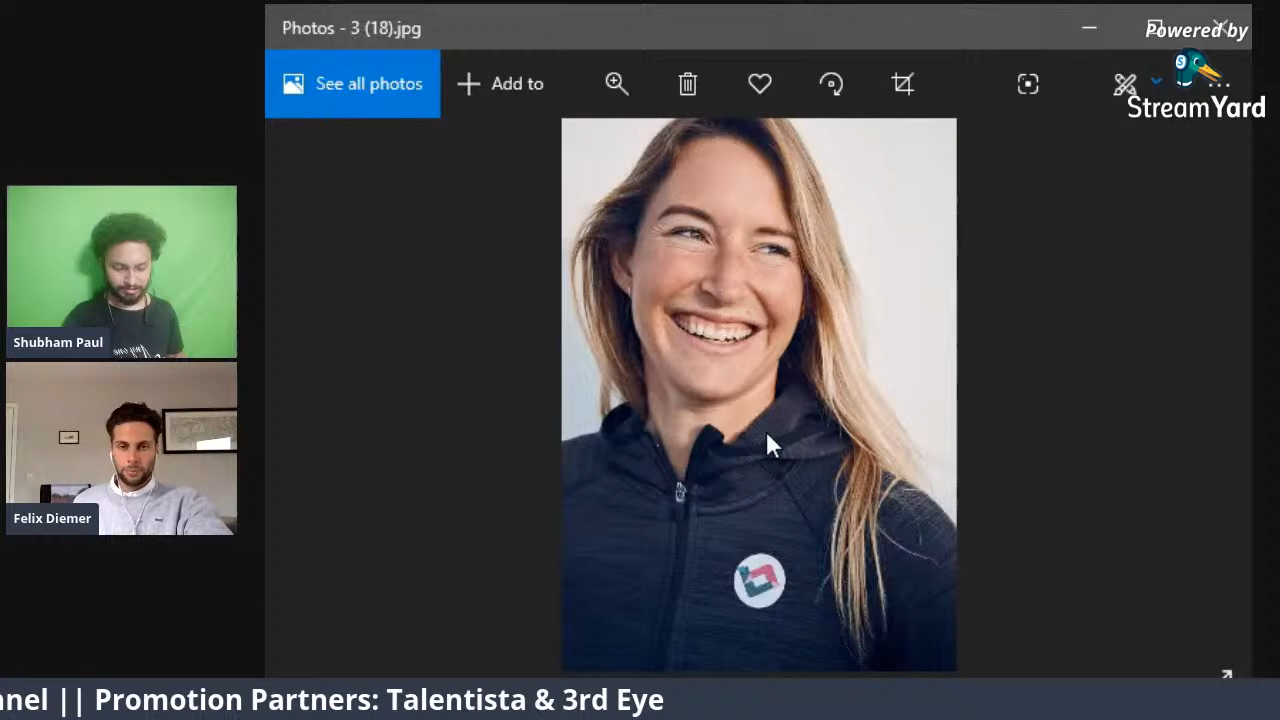 Photos - 3 (18).jpg
Powered by
See all photos
Add to
StreamYard
Shubham Paul
Felix Diemer
nnel || Promotion Partners: Talentista & 3rd Eye